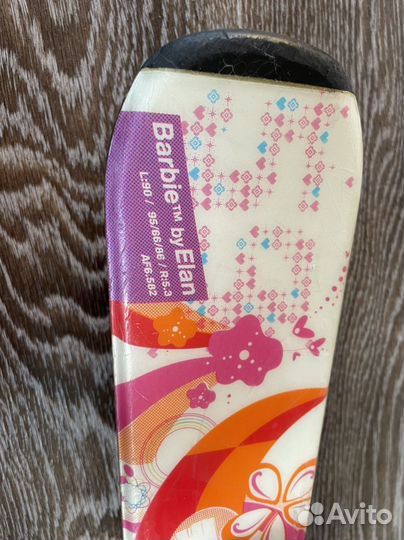 Barbie™ by Elan
L:90 / 95/66/86 / R:5.3
AF6.582
Avito